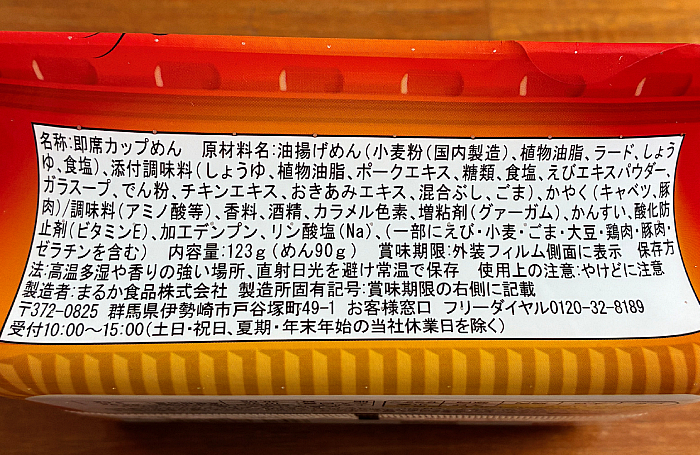 名称:即席カップめん　原材料名:油揚げめん(小麦粉(国内製造)、植物油脂、ラード、しょう
ゆ、食塩)、添付調味料(しょうゆ、植物油脂、ポークエキス、糖類、食塩、えびエキスパウダー、
ガラスープ、でん粉、チキンエキス、おきあみエキス、混合ぶし、ごま)、かやく(キャベツ、豚
肉)/調味料(アミノ酸等)、香料、酒精、カラメル色素、増粘剤(グァーガム)、かんすい、酸化防
止剤(ビタミンE)、加工デンプン、リン酸塩(Na)、(一部にえび・小麦・ごま・大豆・鶏肉・豚肉・
ゼラチンを含む)　内容量:123g(めん90g)　賞味期限:外装フィルム側面に表示　保存方
法:高温多湿や香りの強い場所、直射日光を避け常温で保存　使用上の注意:やけどに注意
製造者:まるか食品株式会社　製造所固有記号:賞味期限の右側に記載
〒372-0825 群馬県伊勢崎市戸谷塚町49-1 お客様窓口　フリーダイヤル0120-32-8189
受付10:00～15:00(土日・祝日、夏期・年末年始の当社休業日を除く)